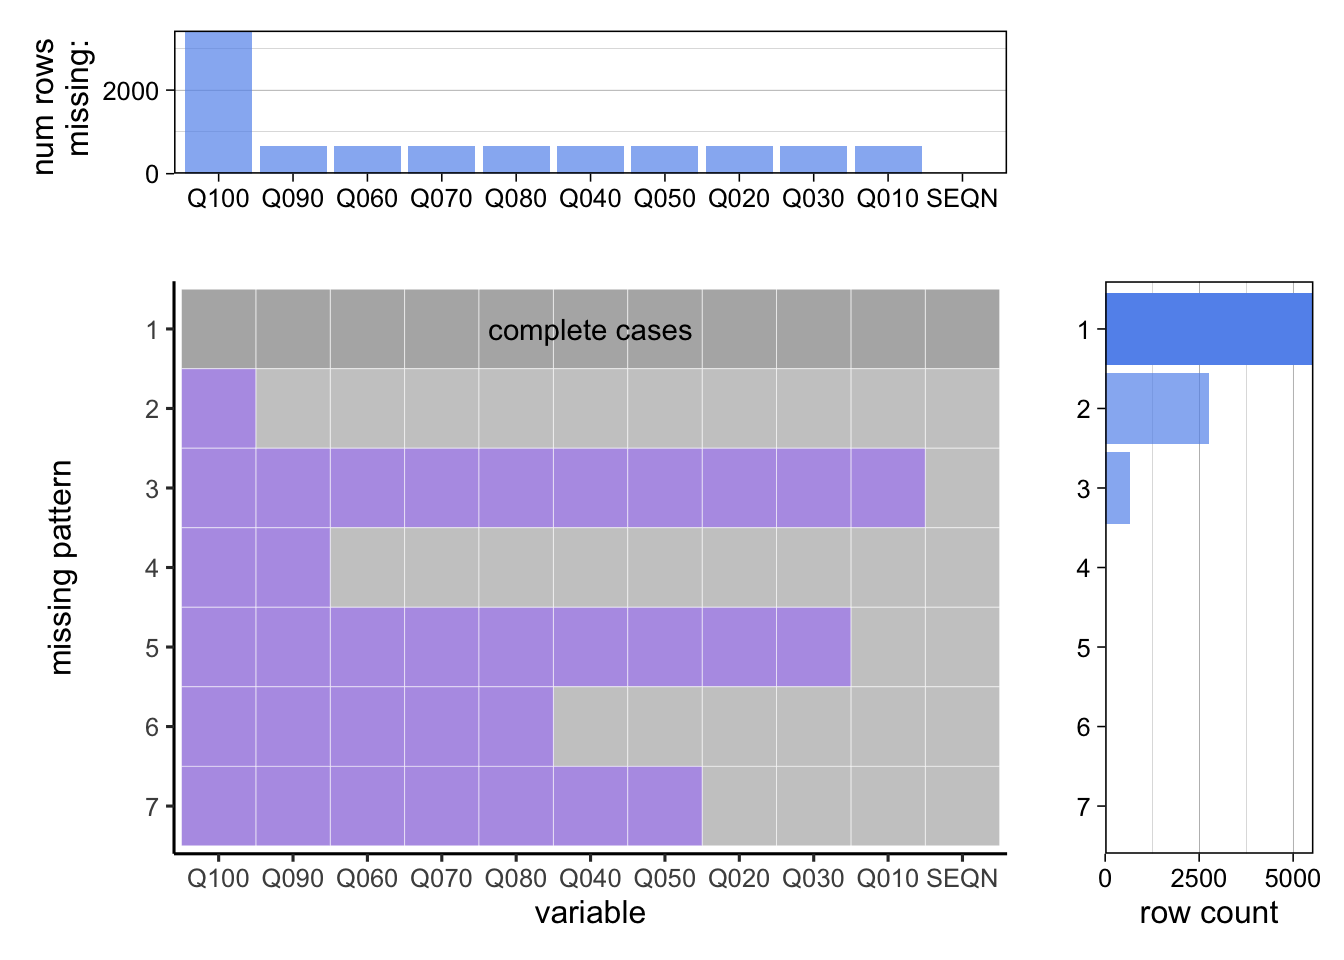 num rows
missing:
2000
0
Q100 Q090 Q060 Q070 Q080 Q040 Q050 Q020 Q030 Q010 SEQN
missing pattern
1
2
3
4
5
6
7
complete cases
Q100 Q090 Q060 Q070 Q080 Q040 Q050 Q020 Q030 Q010 SEQN
variable
1
2
3
4
5
6
7
0 2500 5000
row count